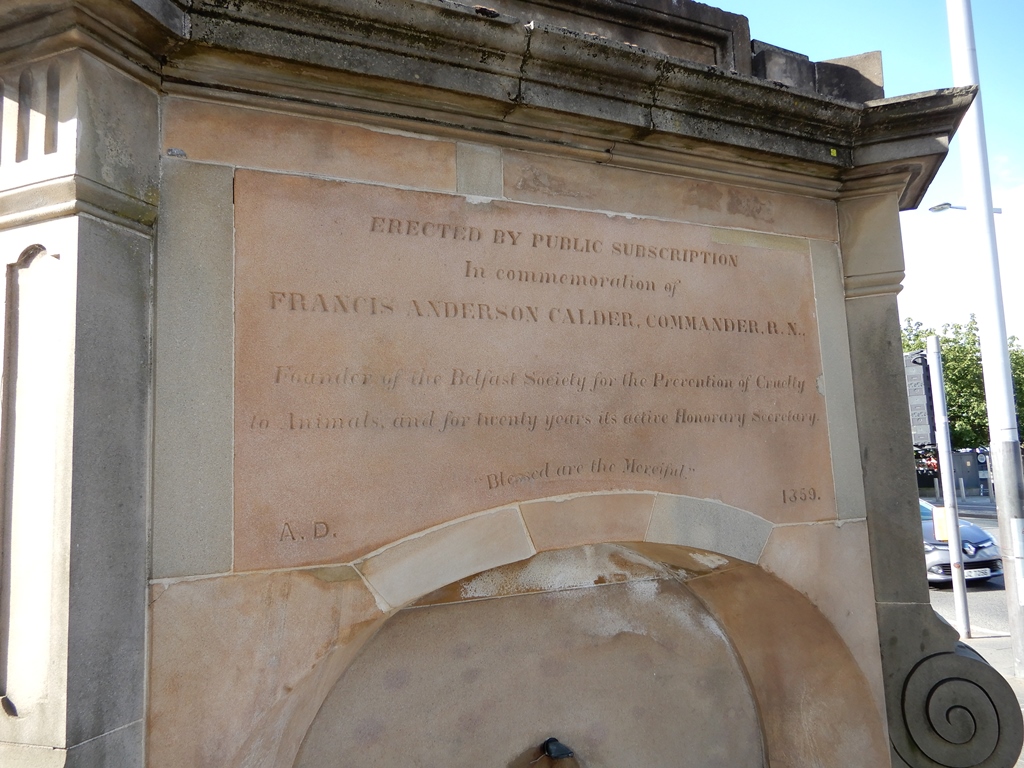 ERECTED BY PUBLIC SUBSCRIPTION
In commemoration of
FRANCIS ANDERSON CALDER, COMMANDER, R.N.,
Founder of the Belfast Society for the Prevention of Cruelty
to Animals, and for twenty years its active Honorary Secretary.
"Blessed are the Merciful."
A.D. 1859.